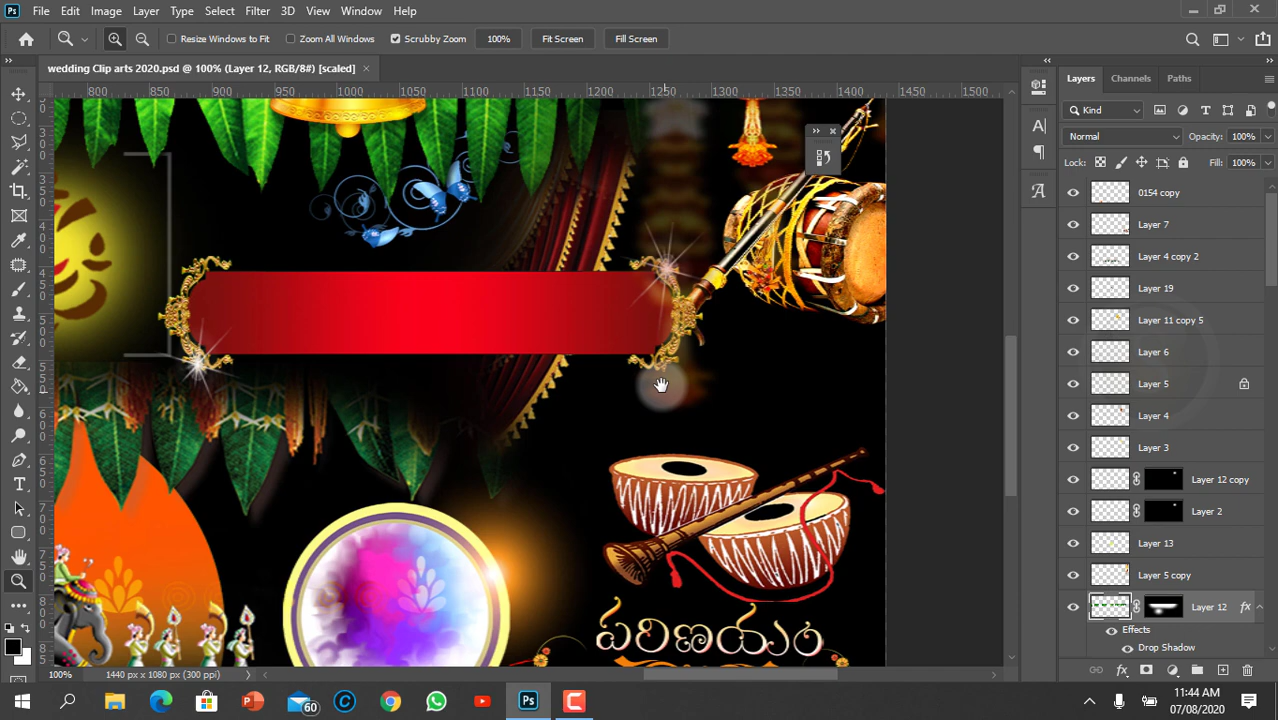 File Edit Image Layer Type Select Filter 3D View Window Help
Resize Windows to Fit Zoom All Windows Scrubby Zoom 100% Fit Screen Fill Screen
wedding Clip arts 2020.psd @ 100% (Layer 12, RGB/8#) [scaled]
800 850 900 950 1000 1050 1100 1150 1200 1250 1300 1350 1400 1450 1500
Layers Channels Paths
Kind
Normal Opacity: 100%
Lock: Fill: 100%
0154 copy
Layer 7
Layer 4 copy 2
Layer 19
Layer 11 copy 5
Layer 6
Layer 5
Layer 4
Layer 3
Layer 12 copy
Layer 2
Layer 13
Layer 5 copy
Layer 12 fx
Effects
Drop Shadow
పరిణయం
100% 1440 px x 1080 px (300 ppi)
60
11:44 AM
07/08/2020